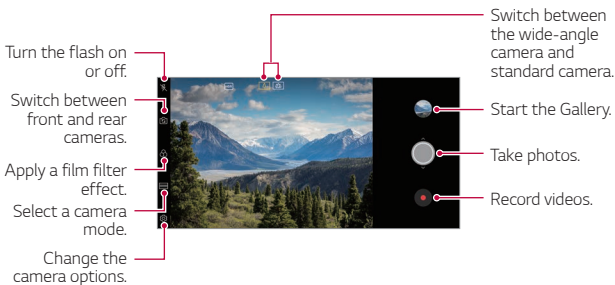 Turn the flash on
or off.
Switch between
front and rear
cameras.
Apply a film filter
effect.
Select a camera
mode.
Change the
camera options.
Switch between
the wide-angle
camera and
standard camera.
Start the Gallery.
Take photos.
Record videos.